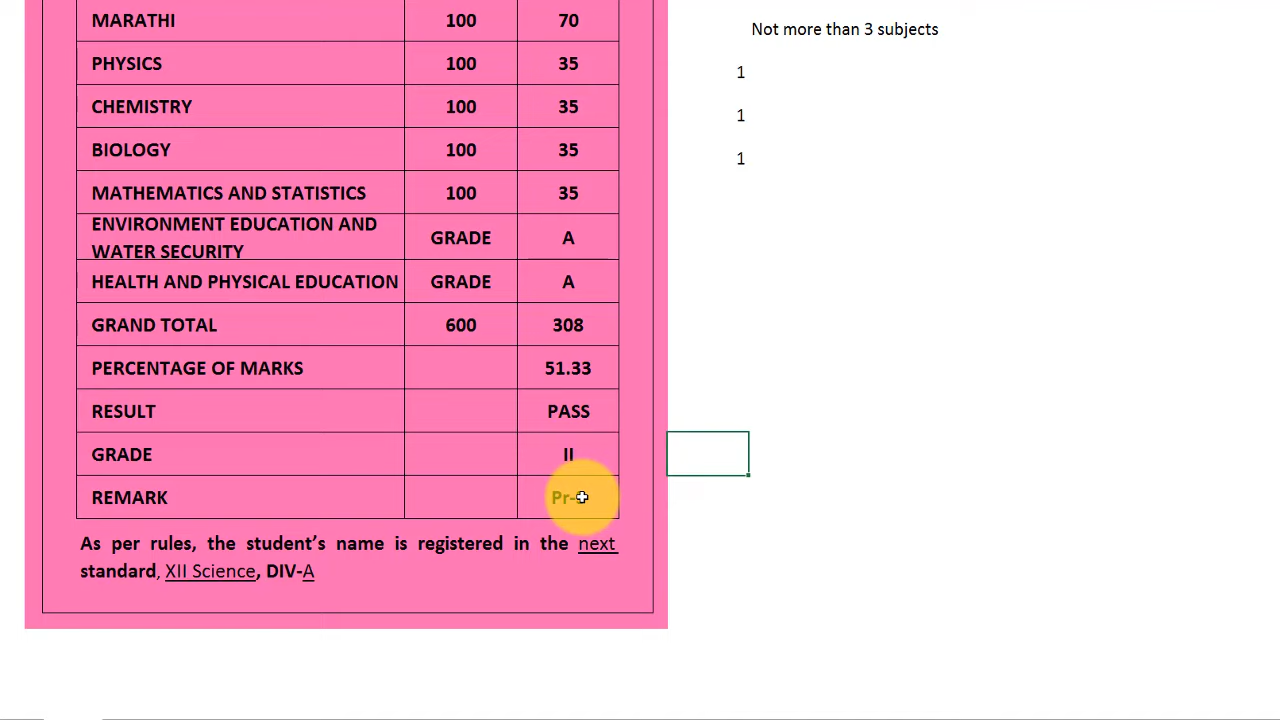 MARATHI 100 70 Not more than 3 subjects
PHYSICS 100 35 1
CHEMISTRY 100 35 1
BIOLOGY 100 35 1
MATHEMATICS AND STATISTICS 100 35
ENVIRONMENT EDUCATION AND
WATER SECURITY GRADE A
HEALTH AND PHYSICAL EDUCATION GRADE A
GRAND TOTAL 600 308
PERCENTAGE OF MARKS 51.33
RESULT PASS
GRADE II
REMARK
As per rules, the student’s name is registered in the next
standard, XII Science, DIV-A